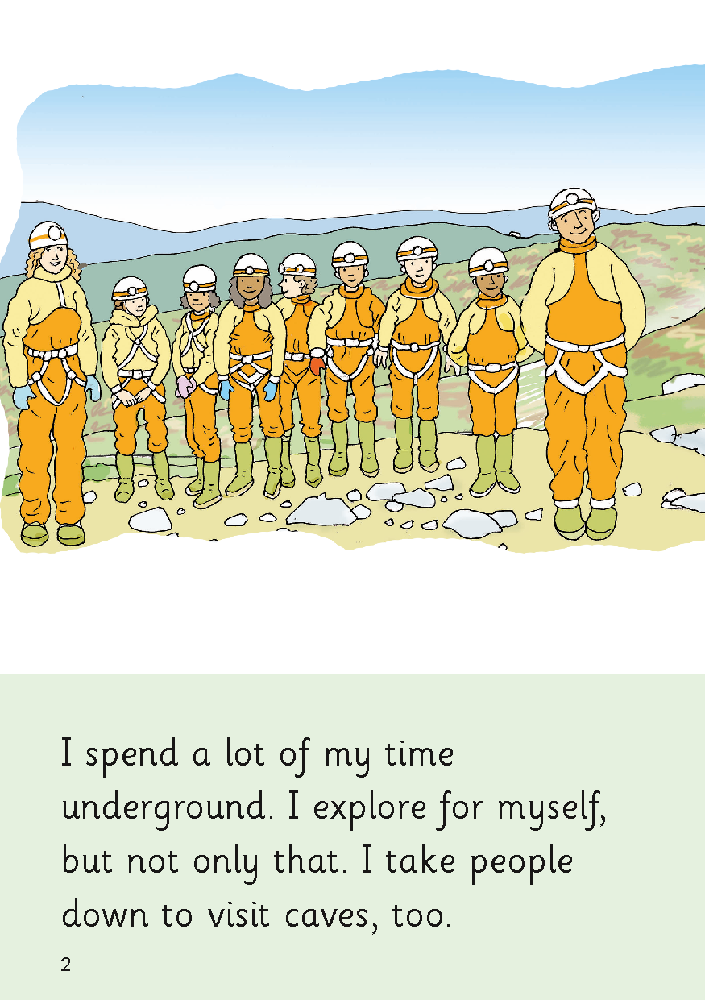 I spend a lot of my time
underground. I explore for myself,
but not only that. I take people
down to visit caves, too.
2